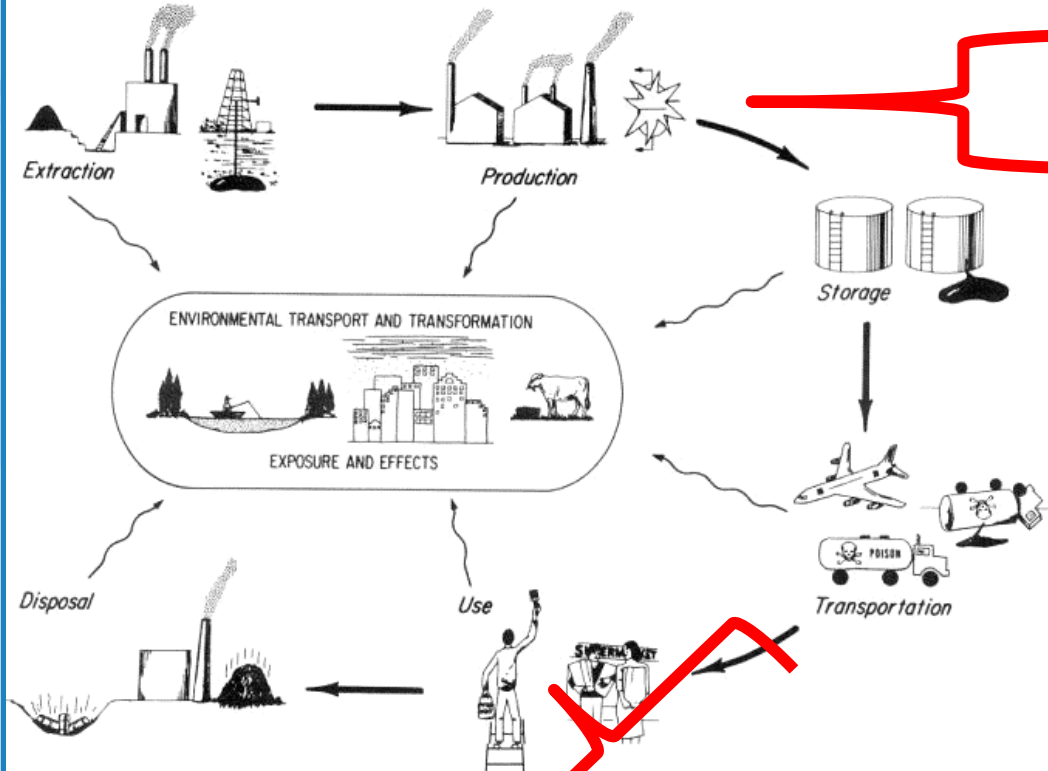 Extraction
Production
Storage
ENVIRONMENTAL TRANSPORT AND TRANSFORMATION
EXPOSURE AND EFFECTS
POISON
Transportation
Disposal
Use